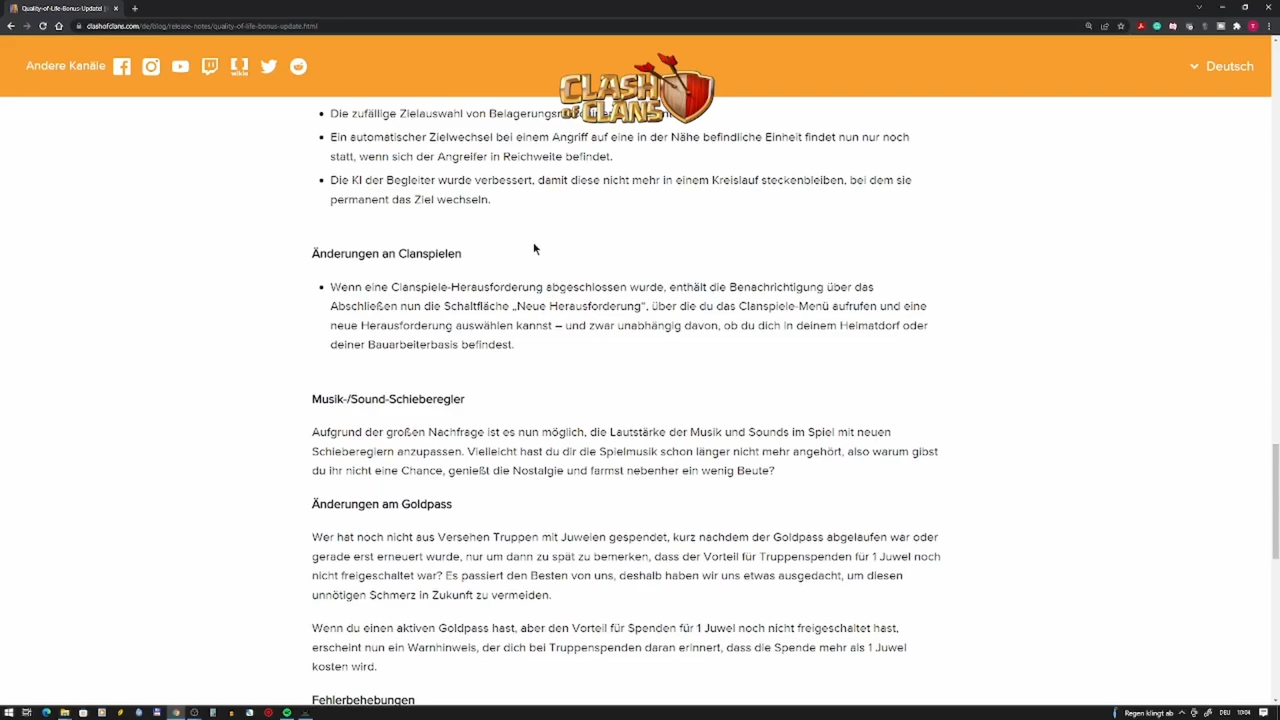 Quality-of-Life-Bonus-Update!
clashofclans.com/de/blog/release-notes/quality-of-life-bonus-update.html
Andere Kanäle
wikia
CLASH OF CLANS
Deutsch
Die zufällige Zielauswahl von
Ein automatischer Zielwechsel bei einem Angriff auf eine in der Nähe befindliche Einheit findet nun nur noch
statt, wenn sich der Angreifer in Reichweite befindet.
Die KI der Begleiter wurde verbessert, damit diese nicht mehr in einem Kreislauf steckenbleiben, bei dem sie
permanent das Ziel wechseln.
Änderungen an Clanspielen
Wenn eine Clanspiele-Herausforderung abgeschlossen wurde, enthält die Benachrichtigung über das
Abschließen nun die Schaltfläche „Neue Herausforderung“, über die du das Clanspiele-Menü aufrufen und eine
neue Herausforderung auswählen kannst – und zwar unabhängig davon, ob du dich in deinem Heimatdorf oder
deiner Bauarbeiterbasis befindest.
Musik-/Sound-Schieberegler
Aufgrund der großen Nachfrage ist es nun möglich, die Lautstärke der Musik und Sounds im Spiel mit neuen
Schiebereglern anzupassen. Vielleicht hast du dir die Spielmusik schon länger nicht mehr angehört, also warum gibst
du ihr nicht eine Chance, genießt die Nostalgie und farmst nebenher ein wenig Beute?
Änderungen am Goldpass
Wer hat noch nicht aus Versehen Truppen mit Juwelen gespendet, kurz nachdem der Goldpass abgelaufen war oder
gerade erst erneuert wurde, nur um dann zu spät zu bemerken, dass der Vorteil für Truppenspenden für 1 Juwel noch
nicht freigeschaltet war? Es passiert den Besten von uns, deshalb haben wir uns etwas ausgedacht, um diesen
unnötigen Schmerz in Zukunft zu vermeiden.
Wenn du einen aktiven Goldpass hast, aber den Vorteil für Spenden für 1 Juwel noch nicht freigeschaltet hast,
erscheint nun ein Warnhinweis, der dich bei Truppenspenden daran erinnert, dass die Spende mehr als 1 Juwel
kosten wird.
Fehlerbehebungen
Regen klingt ab
DEU
10:04